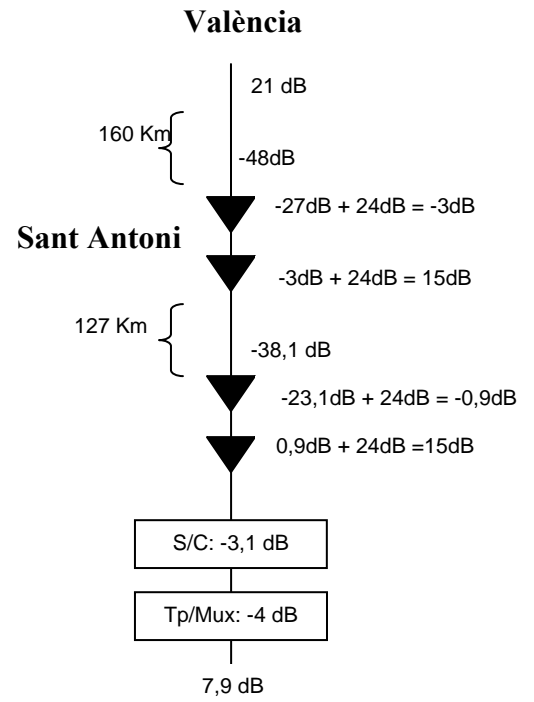 València
21 dB
160 Km
-48dB
-27dB + 24dB = -3dB
Sant Antoni
-3dB + 24dB = 15dB
127 Km
-38,1 dB
-23,1dB + 24dB = -0,9dB
0,9dB + 24dB =15dB
S/C: -3,1 dB
Tp/Mux: -4 dB
7,9 dB